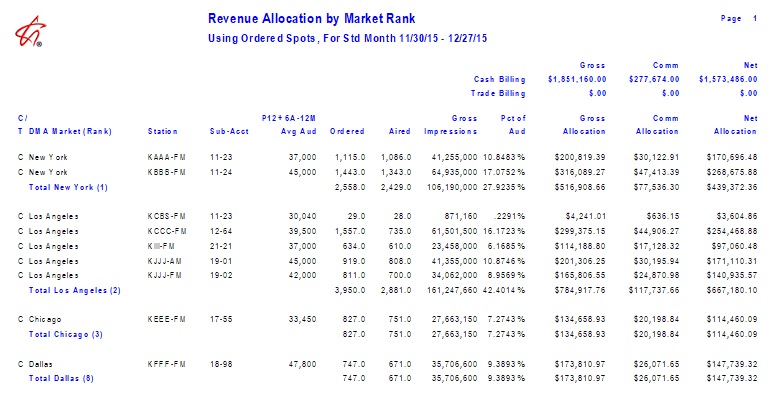 Revenue Allocation by Market Rank Page 1
Using Ordered Spots, For Std Month 11/30/15 - 12/27/15
Gross Comm Net
Cash Billing $1,851,160.00 $277,674.00 $1,573,486.00
Trade Billing $.00 $.00 $.00
C/ P12+6A-12M Gross Pct of Gross Comm Net
T DMA Market (Rank) Station Sub-Acct Avg Aud Ordered Aired Impressions Aud Allocation Allocation Allocation
C New York KAAA-FM 11-23 37,000 1,115.0 1,086.0 41,255,000 10.8483% $200,819.39 $30,122.91 $170,696.48
C New York KBBB-FM 11-24 45,000 1,443.0 1,343.0 64,935,000 17.0752% $316,089.27 $47,413.39 $268,675.88
Total New York (1) 2,558.0 2,429.0 106,190,000 27.9235% $516,908.66 $77,536.30 $439,372.36
C Los Angeles KCBS-FM 11-23 30,040 29.0 28.0 871,160 .2291% $4,241.01 $636.15 $3,604.86
C Los Angeles KCCC-FM 12-64 39,500 1,557.0 735.0 61,501,500 16.1723% $299,375.15 $44,906.27 $254,468.88
C Los Angeles KIII-FM 21-21 37,000 634.0 610.0 23,458,000 6.1685% $114,188.80 $17,128.32 $97,060.48
C Los Angeles KJJJ-AM 19-01 45,000 919.0 808.0 41,355,000 10.8746% $201,306.25 $30,195.94 $171,110.31
C Los Angeles KJJJ-FM 19-02 42,000 811.0 700.0 34,062,000 8.9569% $165,806.55 $24,870.98 $140,935.57
Total Los Angeles (2) 3,950.0 2,881.0 161,247,660 42.4014% $784,917.76 $117,737.66 $667,180.10
C Chicago KEEE-FM 17-55 33,450 827.0 751.0 27,663,150 7.2743% $134,658.93 $20,198.84 $114,460.09
Total Chicago (3) 827.0 751.0 27,663,150 7.2743% $134,658.93 $20,198.84 $114,460.09
C Dallas KFFF-FM 18-98 47,800 747.0 671.0 35,706,600 9.3893% $173,810.97 $26,071.65 $147,739.32
Total Dallas (8) 747.0 671.0 35,706,600 9.3893% $173,810.97 $26,071.65 $147,739.32